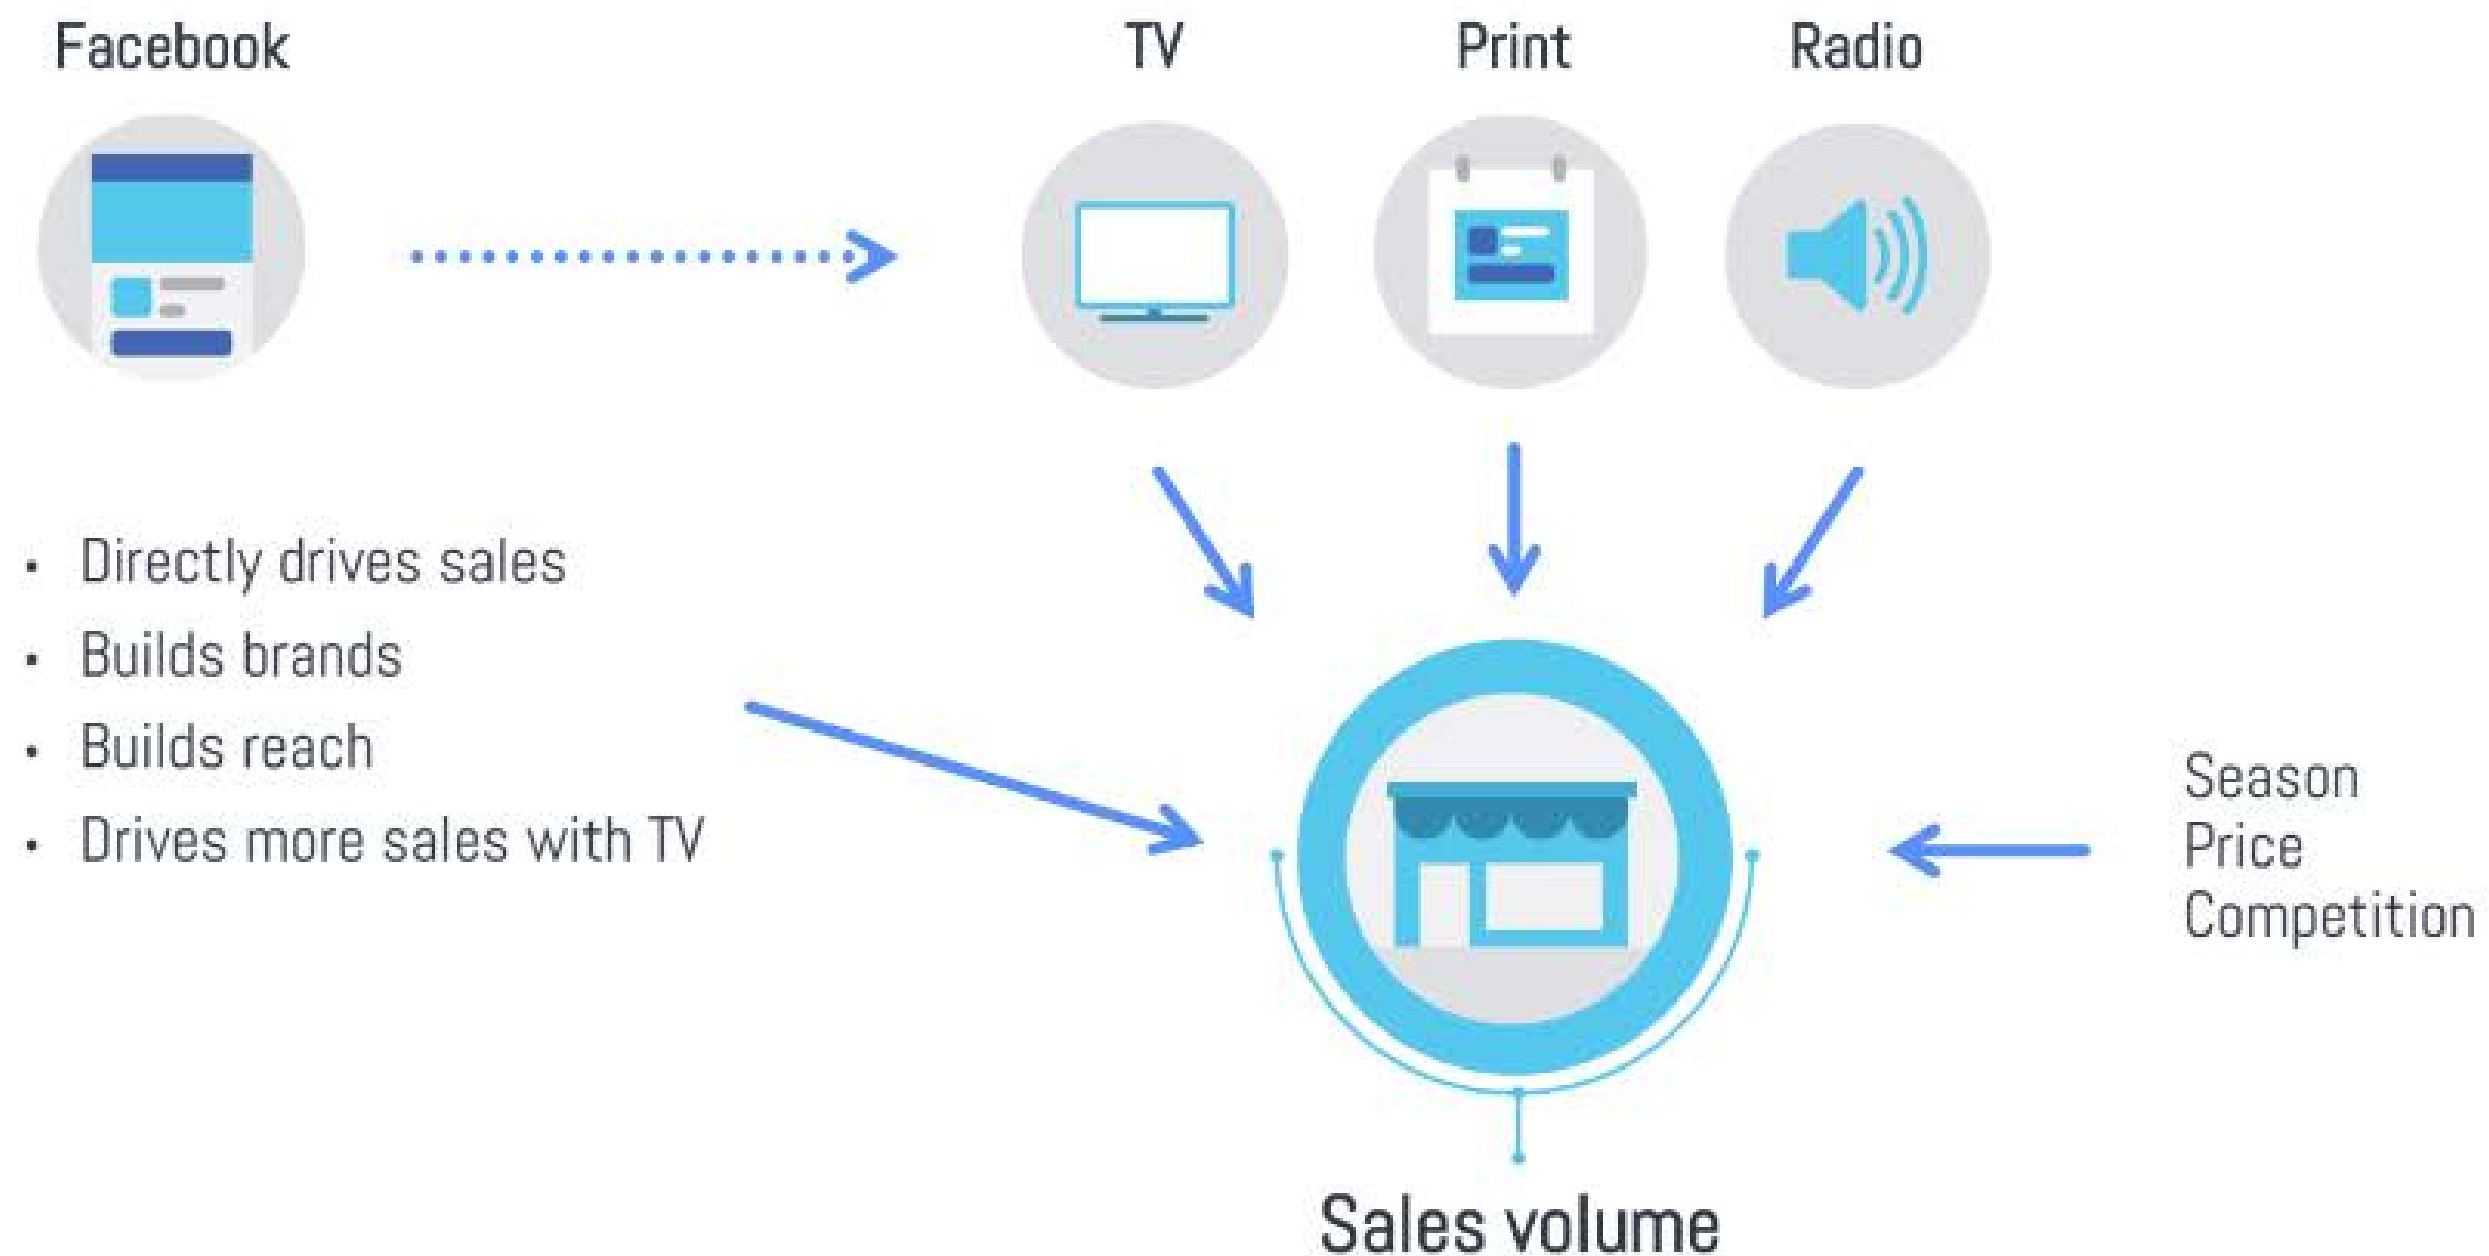 Facebook
TV
Print
Radio
• Directly drives sales
• Builds brands
• Builds reach
• Drives more sales with TV
Season
Price
Competition
Sales volume